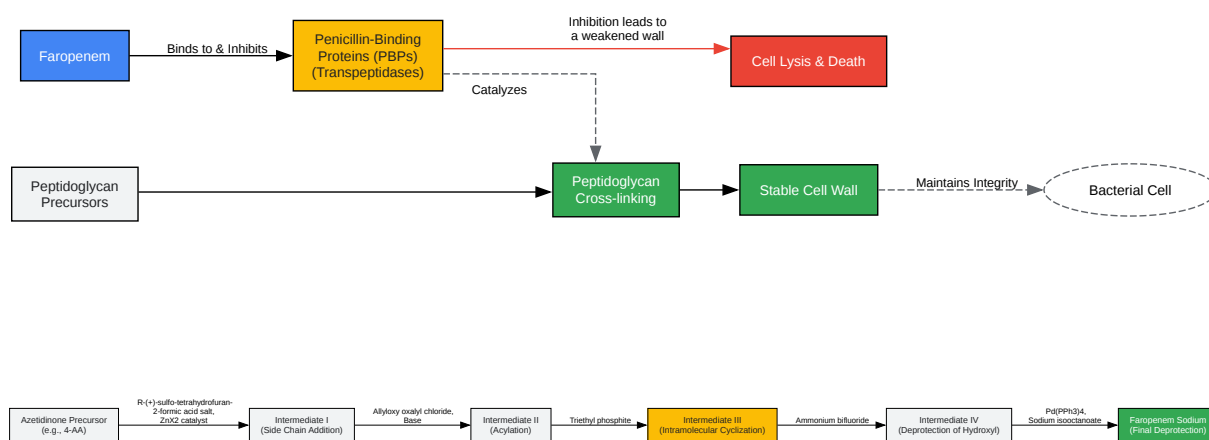 Faropenem
Binds to & Inhibits
Penicillin-Binding
Proteins (PBPs)
(Transpeptidases)
Inhibition leads to
a weakened wall
Cell Lysis & Death
Catalyzes
Peptidoglycan
Precursors
Peptidoglycan
Cross-linking
Stable Cell Wall
Maintains Integrity
Bacterial Cell
Azetidinone Precursor
(e.g., 4-AA)
R-(+)-sulfo-tetrahydrofuran-
2-formic acid salt,
ZnX2 catalyst
Intermediate I
(Side Chain Addition)
Allyloxy oxalyl chloride,
Base
Intermediate II
(Acylation)
Triethyl phosphite
Intermediate III
(Intramolecular Cyclization)
Ammonium bifluoride
Intermediate IV
(Deprotection of Hydroxyl)
Pd(PPh3)4,
Sodium isooctanoate
Faropenem Sodium
(Final Deprotection)